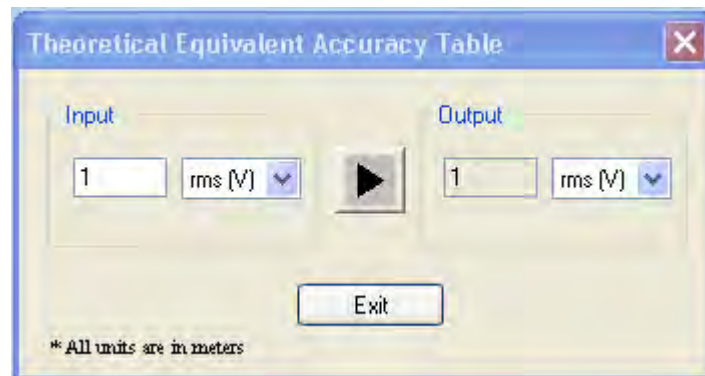 Theoretical Equivalent Accuracy Table
Input
Output
1 rms (V)
1 rms (V)
Exit
* All units are in meters